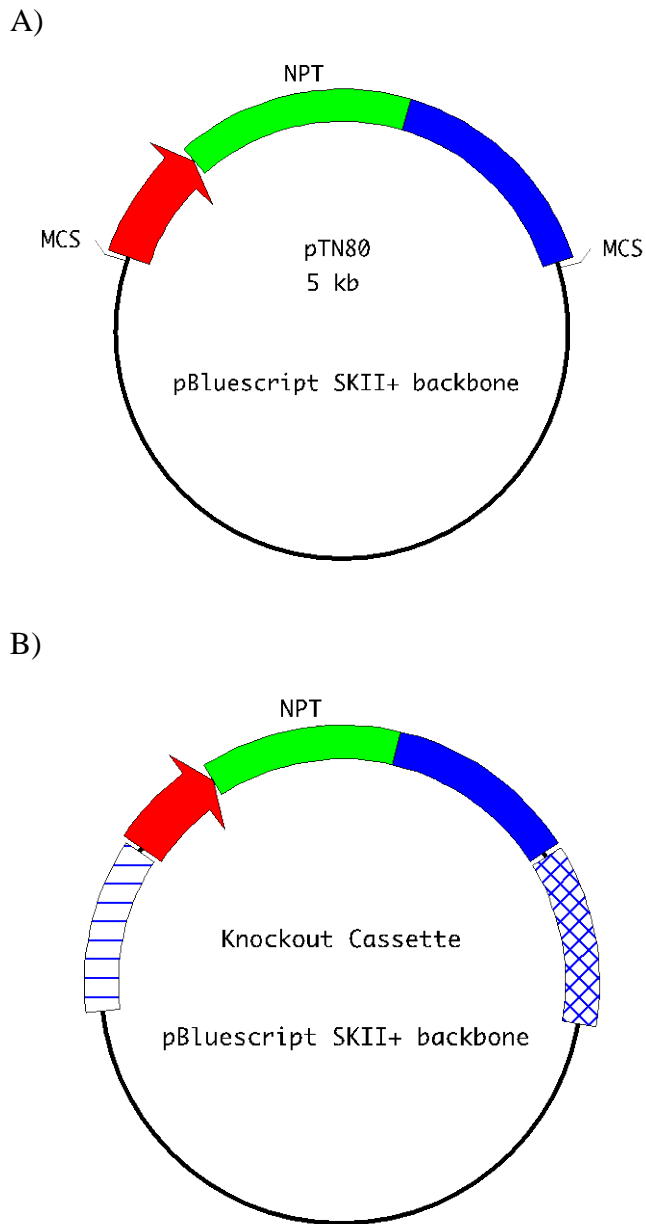 A)
NPT
MCS
MCS
pTN80
5 kb
pBluescript SKII+ backbone
B)
NPT
Knockout Cassette
pBluescript SKII+ backbone